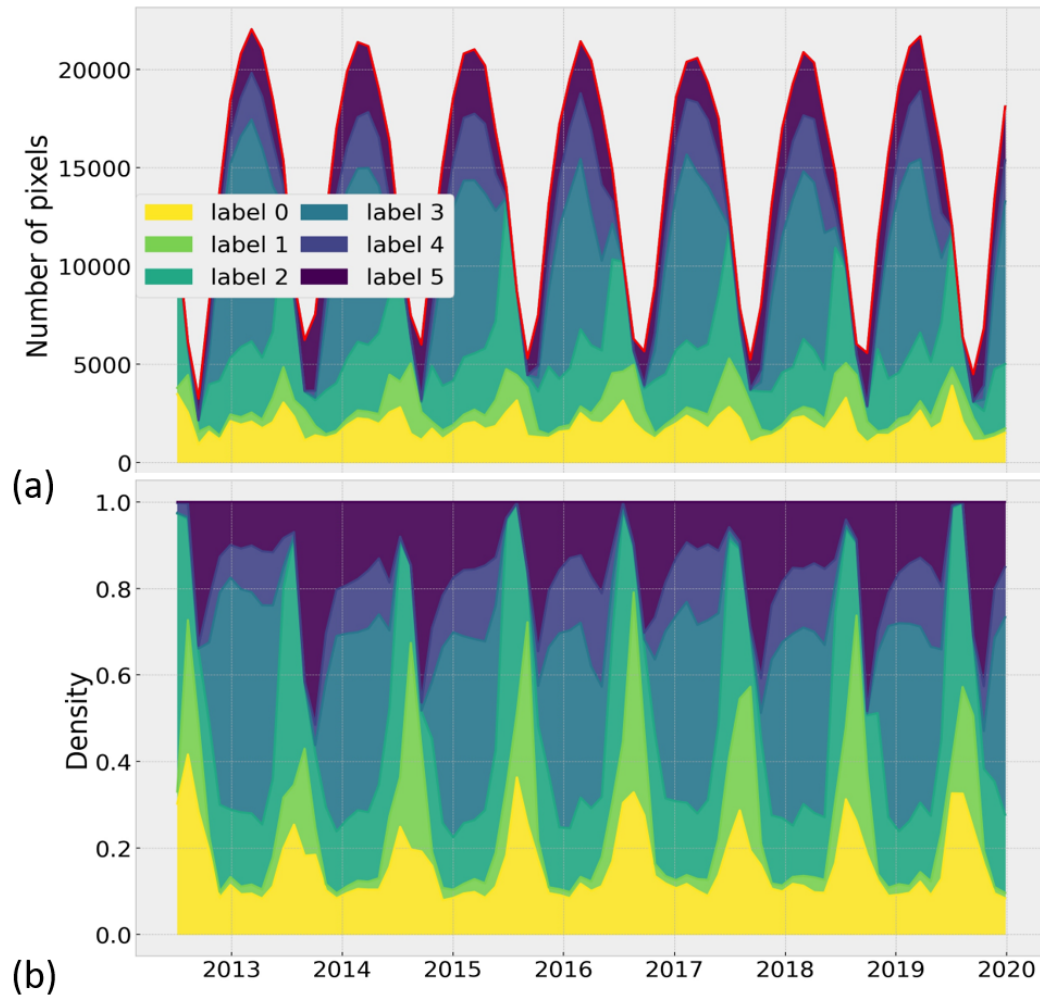 20000
15000
10000
5000
0
Number of pixels
label 0 label 3
label 1 label 4
label 2 label 5
(a)
1.0
0.8
0.6
0.4
0.2
0.0
Density
2013 2014 2015 2016 2017 2018 2019 2020
(b)